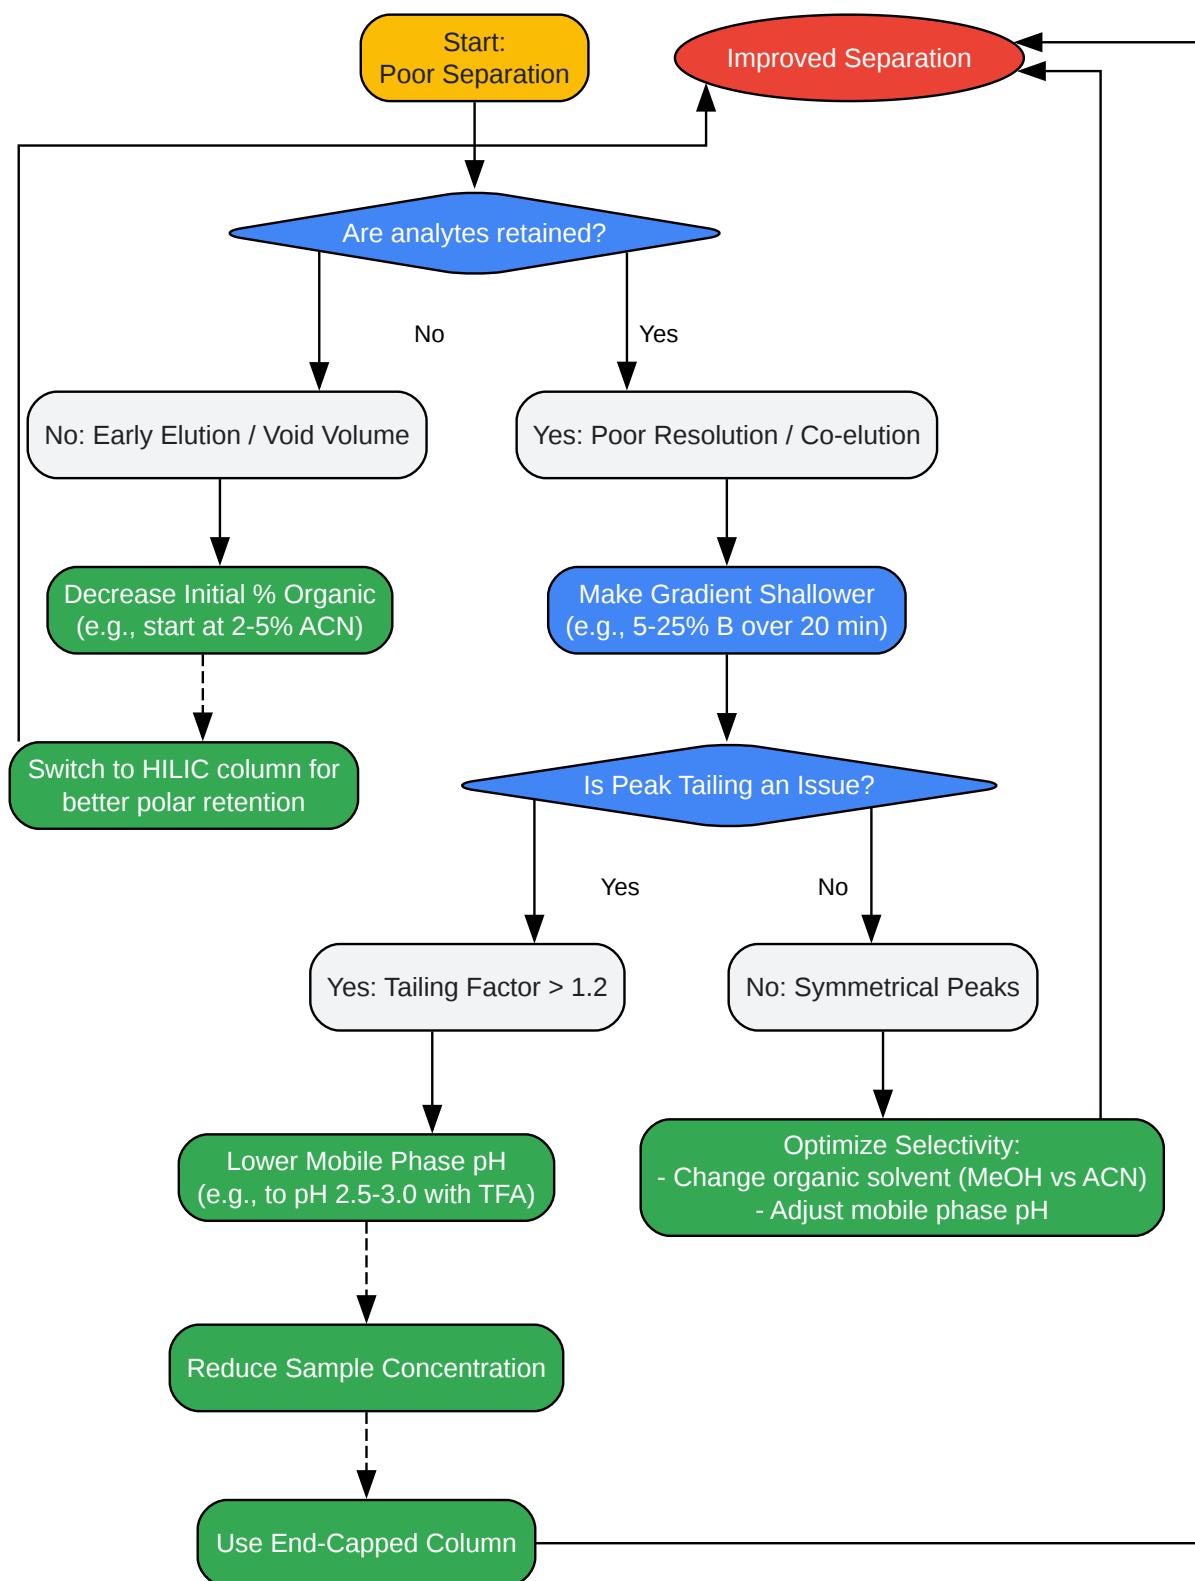 Start:
Poor Separation
Improved Separation
Are analytes retained?
No
Yes
No: Early Elution / Void Volume
Yes: Poor Resolution / Co-elution
Decrease Initial % Organic
(e.g., start at 2-5% ACN)
Make Gradient Shallower
(e.g., 5-25% B over 20 min)
Switch to HILIC column for
better polar retention
Is Peak Tailing an Issue?
Yes
No
Yes: Tailing Factor > 1.2
No: Symmetrical Peaks
Lower Mobile Phase pH
(e.g., to pH 2.5-3.0 with TFA)
Optimize Selectivity:
- Change organic solvent (MeOH vs ACN)
- Adjust mobile phase pH
Reduce Sample Concentration
Use End-Capped Column